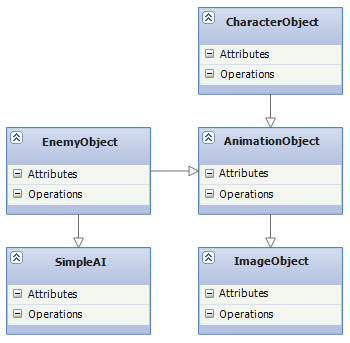 CharacterObject
Attributes
Operations
EnemyObject
Attributes
Operations
AnimationObject
Attributes
Operations
SimpleAI
Attributes
Operations
ImageObject
Attributes
Operations